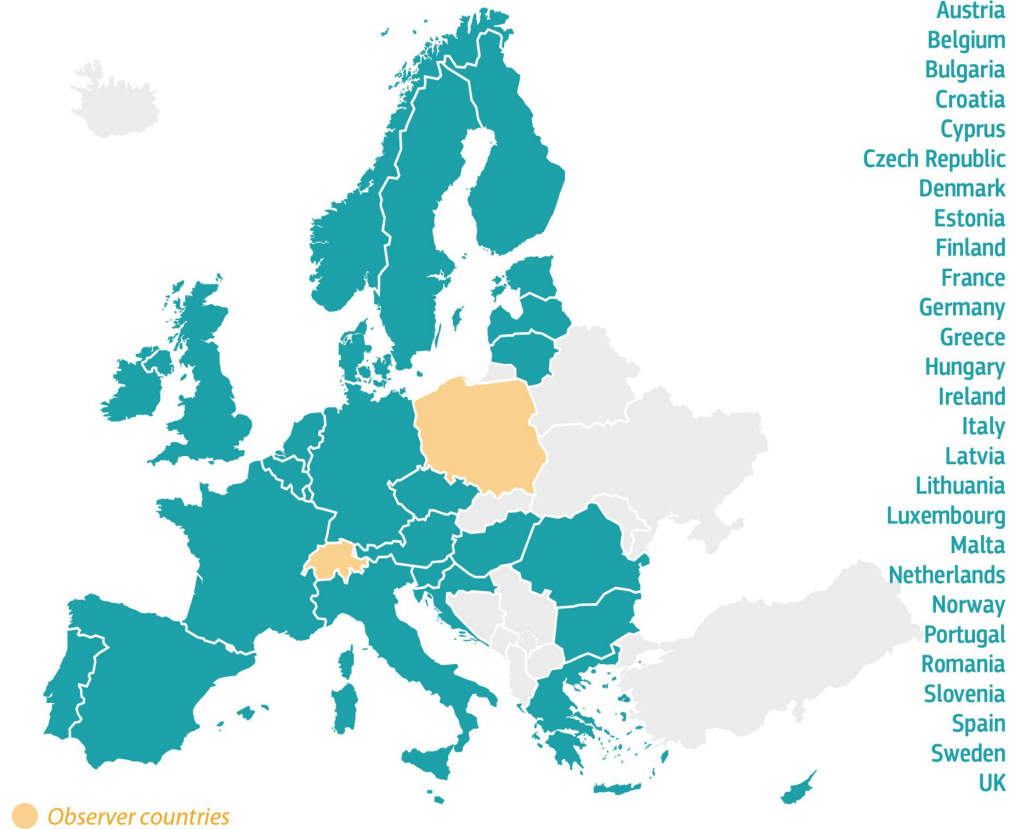 Austria
Belgium
Bulgaria
Croatia
Cyprus
Czech Republic
Denmark
Estonia
Finland
France
Germany
Greece
Hungary
Ireland
Italy
Latvia
Lithuania
Luxembourg
Malta
Netherlands
Norway
Portugal
Romania
Slovenia
Spain
Sweden
UK
Observer countries